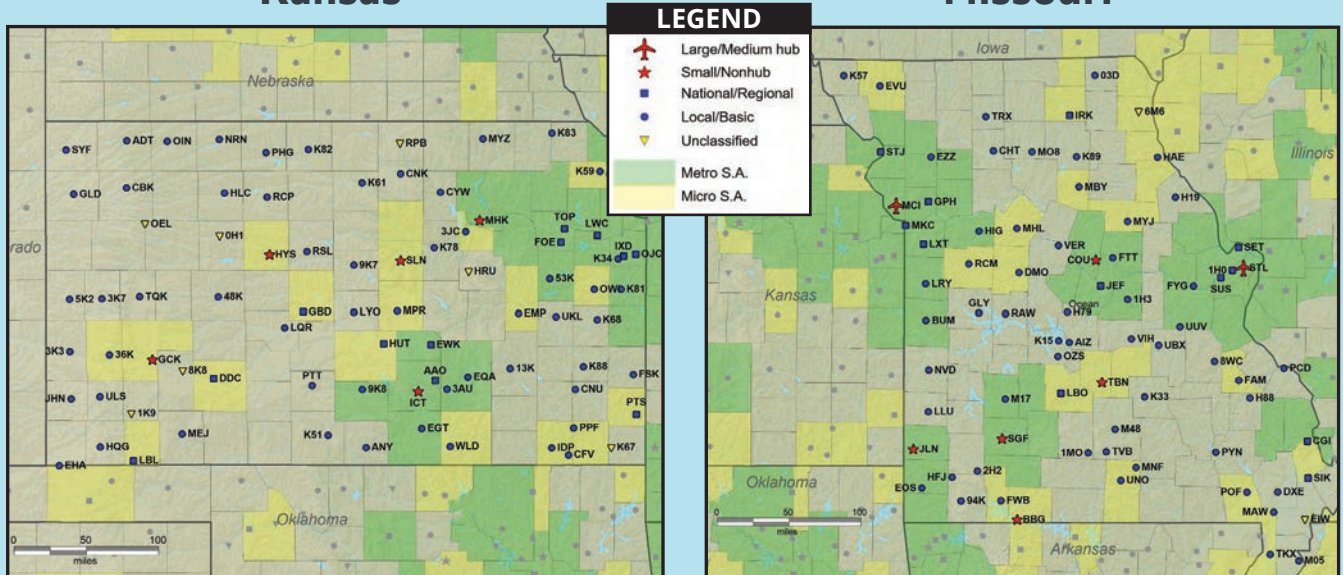 Kansas
Missouri
LEGEND
Large/Medium hub
Small/Nonhub
National/Regional
Local/Basic
Unclassified
Metro S.A.
Micro S.A.
Nebraska
K83
MYZ
RPB
ADT
OIN
NRN
SYF
PHG
K82
K59
CNK
K61
CYW
CBK
GLD
HLC
RCP
MHK
OEL
3JC
TOP
LWC
0H1
FOE
K78
rado
HYS
RSL
SLN
IXD
OJC
K34
9K7
HRU
53K
5K2
3K7
TQK
48K
OWI
K81
GBD
LYO
MPR
EMP
UKL
K68
LQR
HUT
EWK
3K3
36K
GCK
8K8
DDC
PTT
AAO
EQA
13K
K88
FSK
9K8
3AU
CNU
ICT
JHN
ULS
1K9
PTS
MEJ
K51
EGT
PPF
HQG
ANY
WLD
IDP
K67
LBL
CFV
EHA
Oklahoma
0
50
100
miles
Iowa
N
K57
EVU
03D
6M6
TRX
IRK
STJ
EZZ
CHT
MO8
K89
HAE
Illinois
MBY
MCI
GPH
H19
MKC
HIG
MHL
MYJ
LXT
VER
SET
RCM
COU
FTT
1H0
STL
DMO
SUS
LRY
JEF
FYG
Kansas
GLY
Ocean
1H3
BUM
RAW
H79
UUV
K15
AIZ
VIH
UBX
OZS
8WC
NVD
TBN
PCD
LBO
FAM
M17
K33
H88
LLU
M48
SGF
JLN
1MO
TVB
PYN
CGI
2H2
MNF
HFJ
UNO
SIK
EOS
Oklahoma
94K
FWB
POF
DXE
MAW
BBG
EIW
0
50
100
miles
Arkansas
TKX
M05